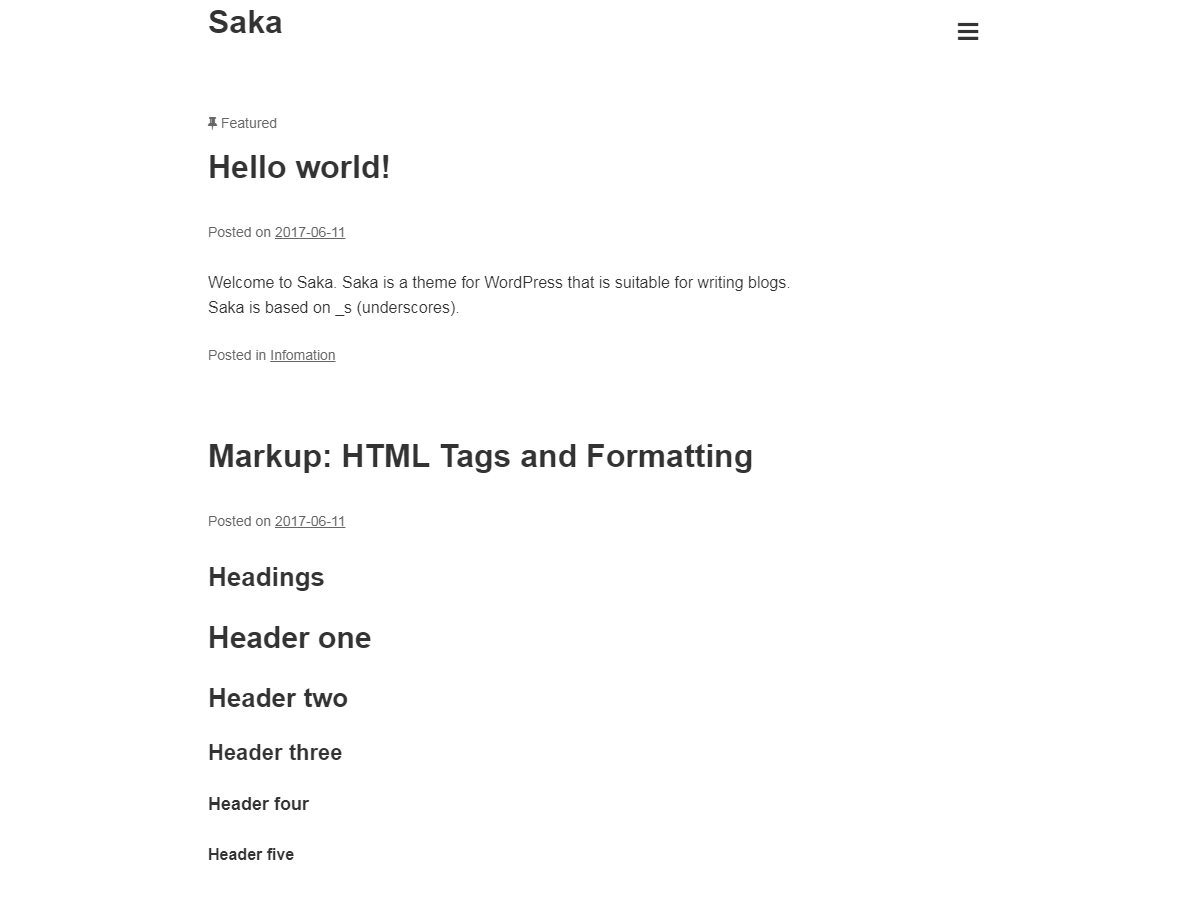 Saka
Featured
Hello world!
Posted on 2017-06-11
Welcome to Saka. Saka is a theme for WordPress that is suitable for writing blogs.
Saka is based on _s (underscores).
Posted in Infomation
Markup: HTML Tags and Formatting
Posted on 2017-06-11
Headings
Header one
Header two
Header three
Header four
Header five